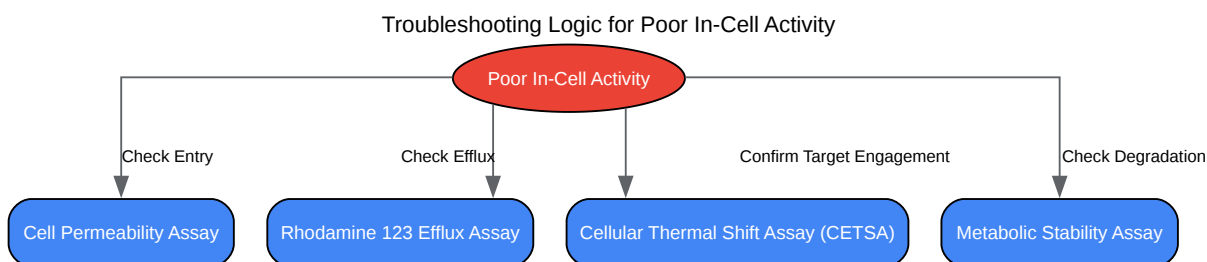 Troubleshooting Logic for Poor In-Cell Activity
Poor In-Cell Activity
Check Entry
Check Efflux
Confirm Target Engagement
Check Degradation
Cell Permeability Assay
Rhodamine 123 Efflux Assay
Cellular Thermal Shift Assay (CETSA)
Metabolic Stability Assay